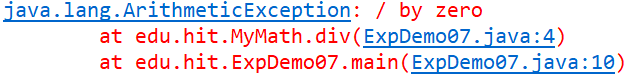 java.lang.ArithmeticException: / by zero
at edu.hit.MyMath.div(ExpDemo07.java:4)
at edu.hit.ExpDemo07.main(ExpDemo07.java:10)